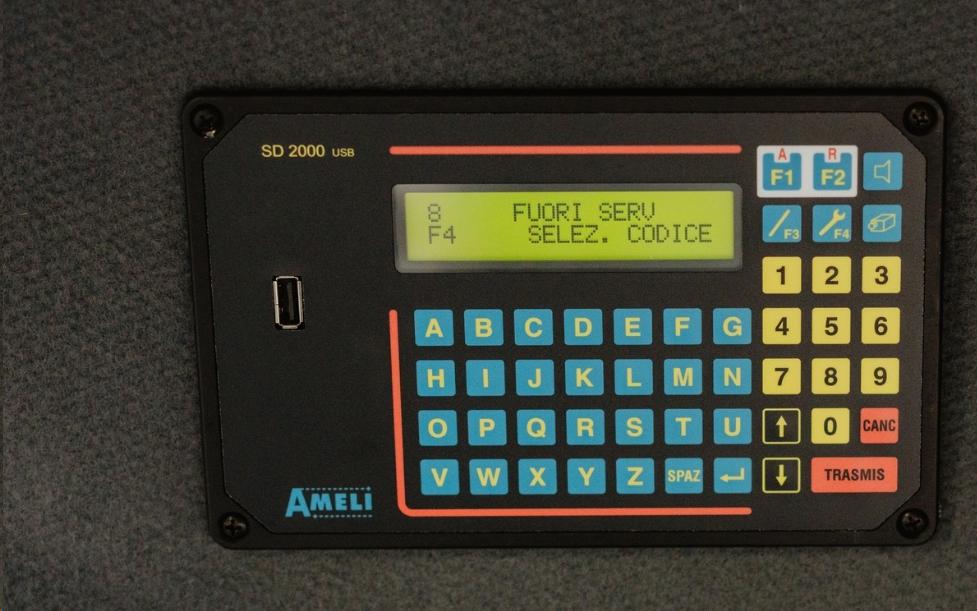 SD 2000 USB
8 FUORI SERV
F4 SELEZ. CODICE
A R
F1 F2
F3 F4
1 2 3
A B C D E F G 4 5 6
H I J K L M N 7 8 9
O P Q R S T U 0 CANC
V W X Y Z SPAZ TRASMIS
AMELI